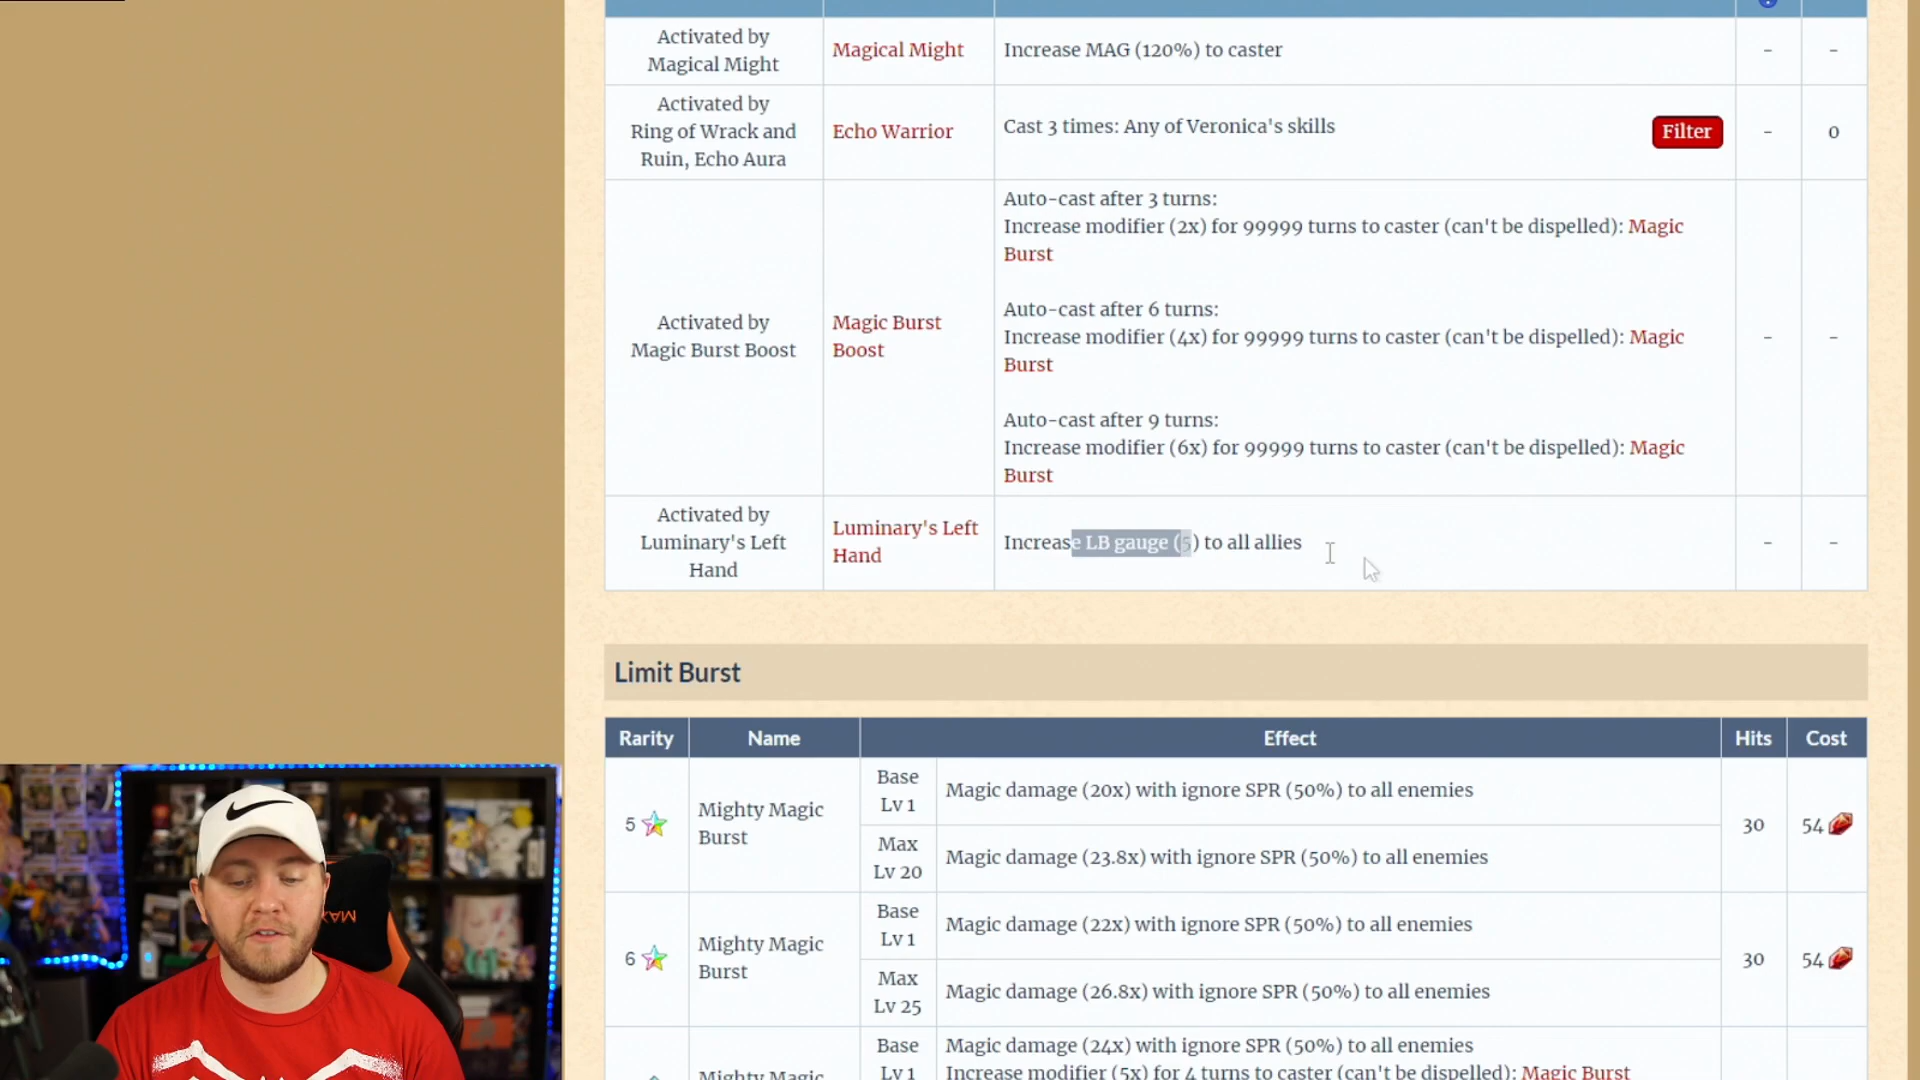 Activated by
Magical Might
Magical Might
Increase MAG (120%) to caster
-
-
Activated by
Ring of Wrack and
Ruin, Echo Aura
Echo Warrior
Cast 3 times: Any of Veronica's skills
Filter
-
0
Activated by
Magic Burst Boost
Magic Burst
Boost
Auto-cast after 3 turns:
Increase modifier (2x) for 99999 turns to caster (can't be dispelled): Magic
Burst
Auto-cast after 6 turns:
Increase modifier (4x) for 99999 turns to caster (can't be dispelled): Magic
Burst
Auto-cast after 9 turns:
Increase modifier (6x) for 99999 turns to caster (can't be dispelled): Magic
Burst
-
-
Activated by
Luminary's Left
Hand
Luminary's Left
Hand
Increase LB gauge (5) to all allies
-
-
Limit Burst
Rarity Name Effect Hits Cost
5
Mighty Magic
Burst
Base
Lv 1
Magic damage (20x) with ignore SPR (50%) to all enemies
Max
Lv 20
Magic damage (23.8x) with ignore SPR (50%) to all enemies
30
54
6
Mighty Magic
Burst
Base
Lv 1
Magic damage (22x) with ignore SPR (50%) to all enemies
Max
Lv 25
Magic damage (26.8x) with ignore SPR (50%) to all enemies
30
54
Mighty Magic
Base
Lv 1
Magic damage (24x) with ignore SPR (50%) to all enemies
Increase modifier (5x) for 4 turns to caster (can't be dispelled): Magic Burst